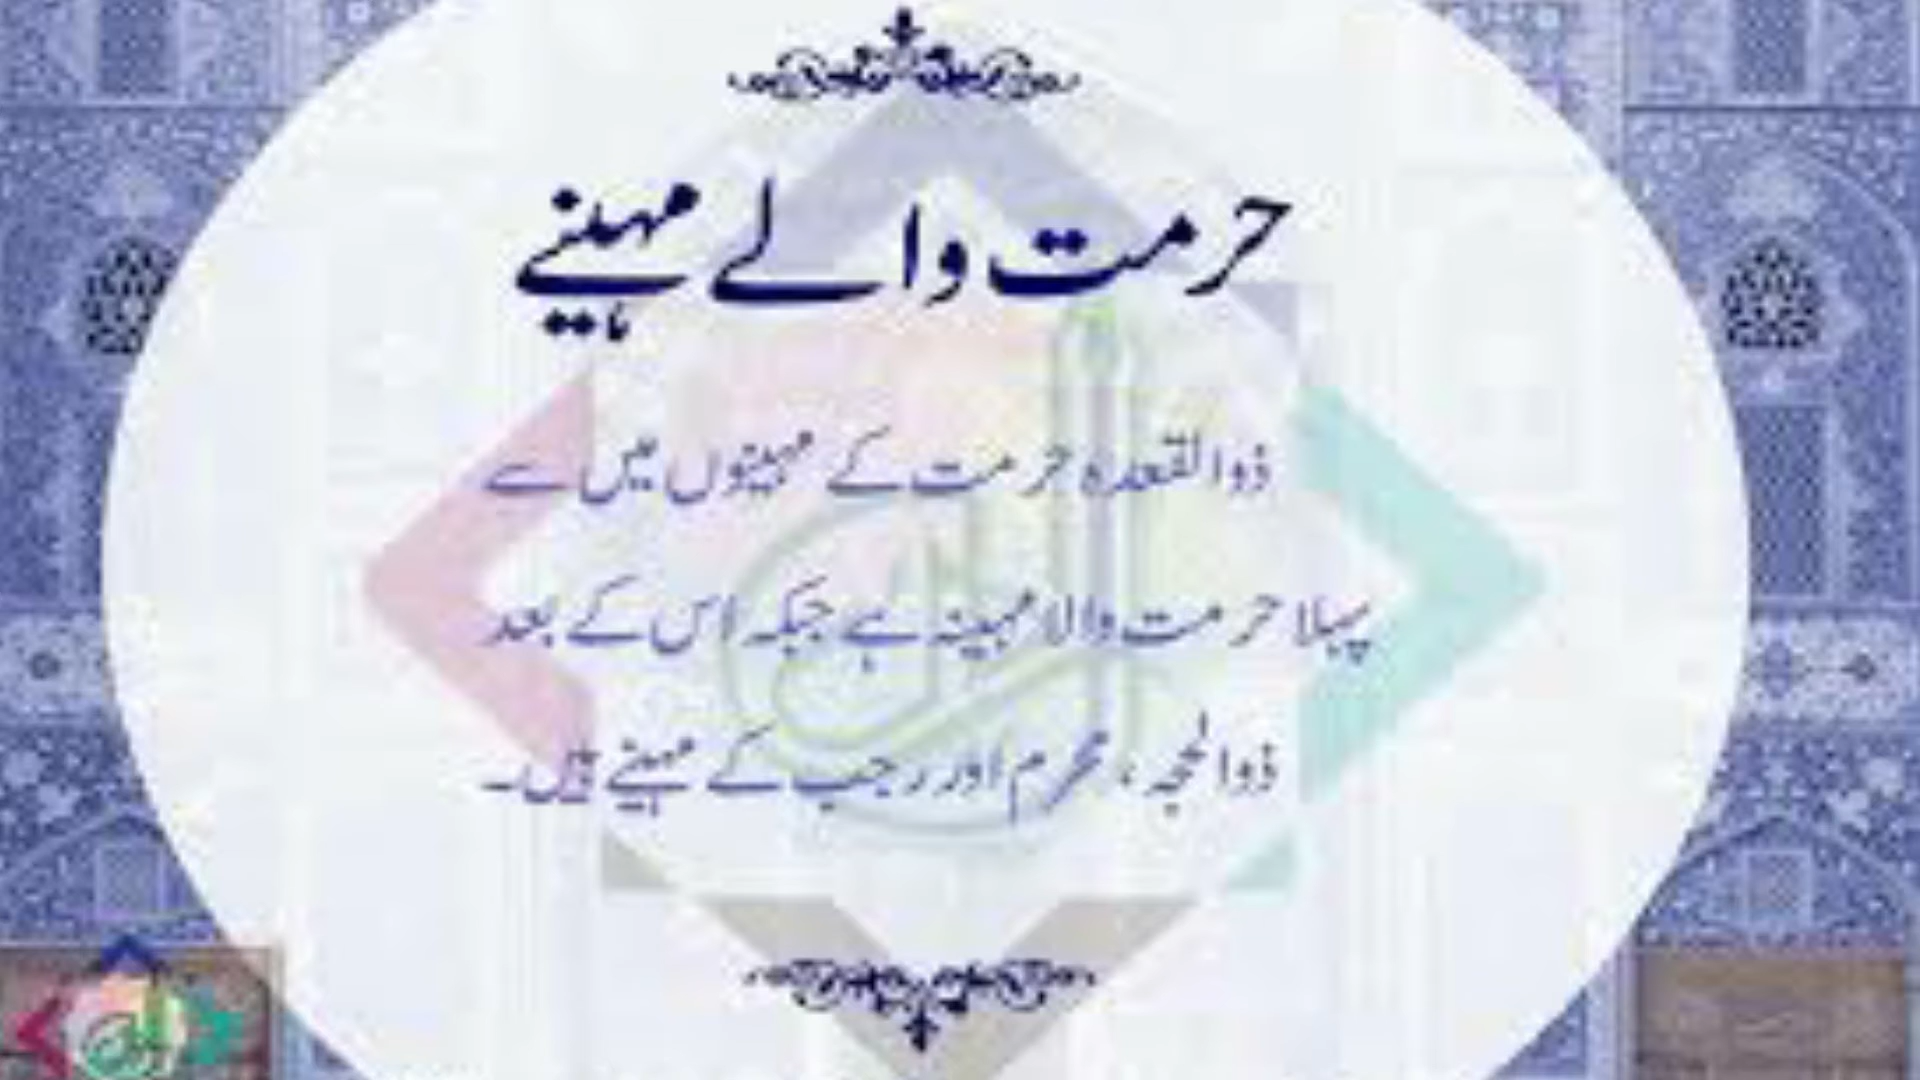 حرمت والے مہینے
ذوالقعدہ حرمت کے مہینوں میں سے
پہلا حرمت والا مہینہ ہے جبکہ اس کے بعد
ذوالحجہ، محرم اور رجب کے مہینے ہیں۔